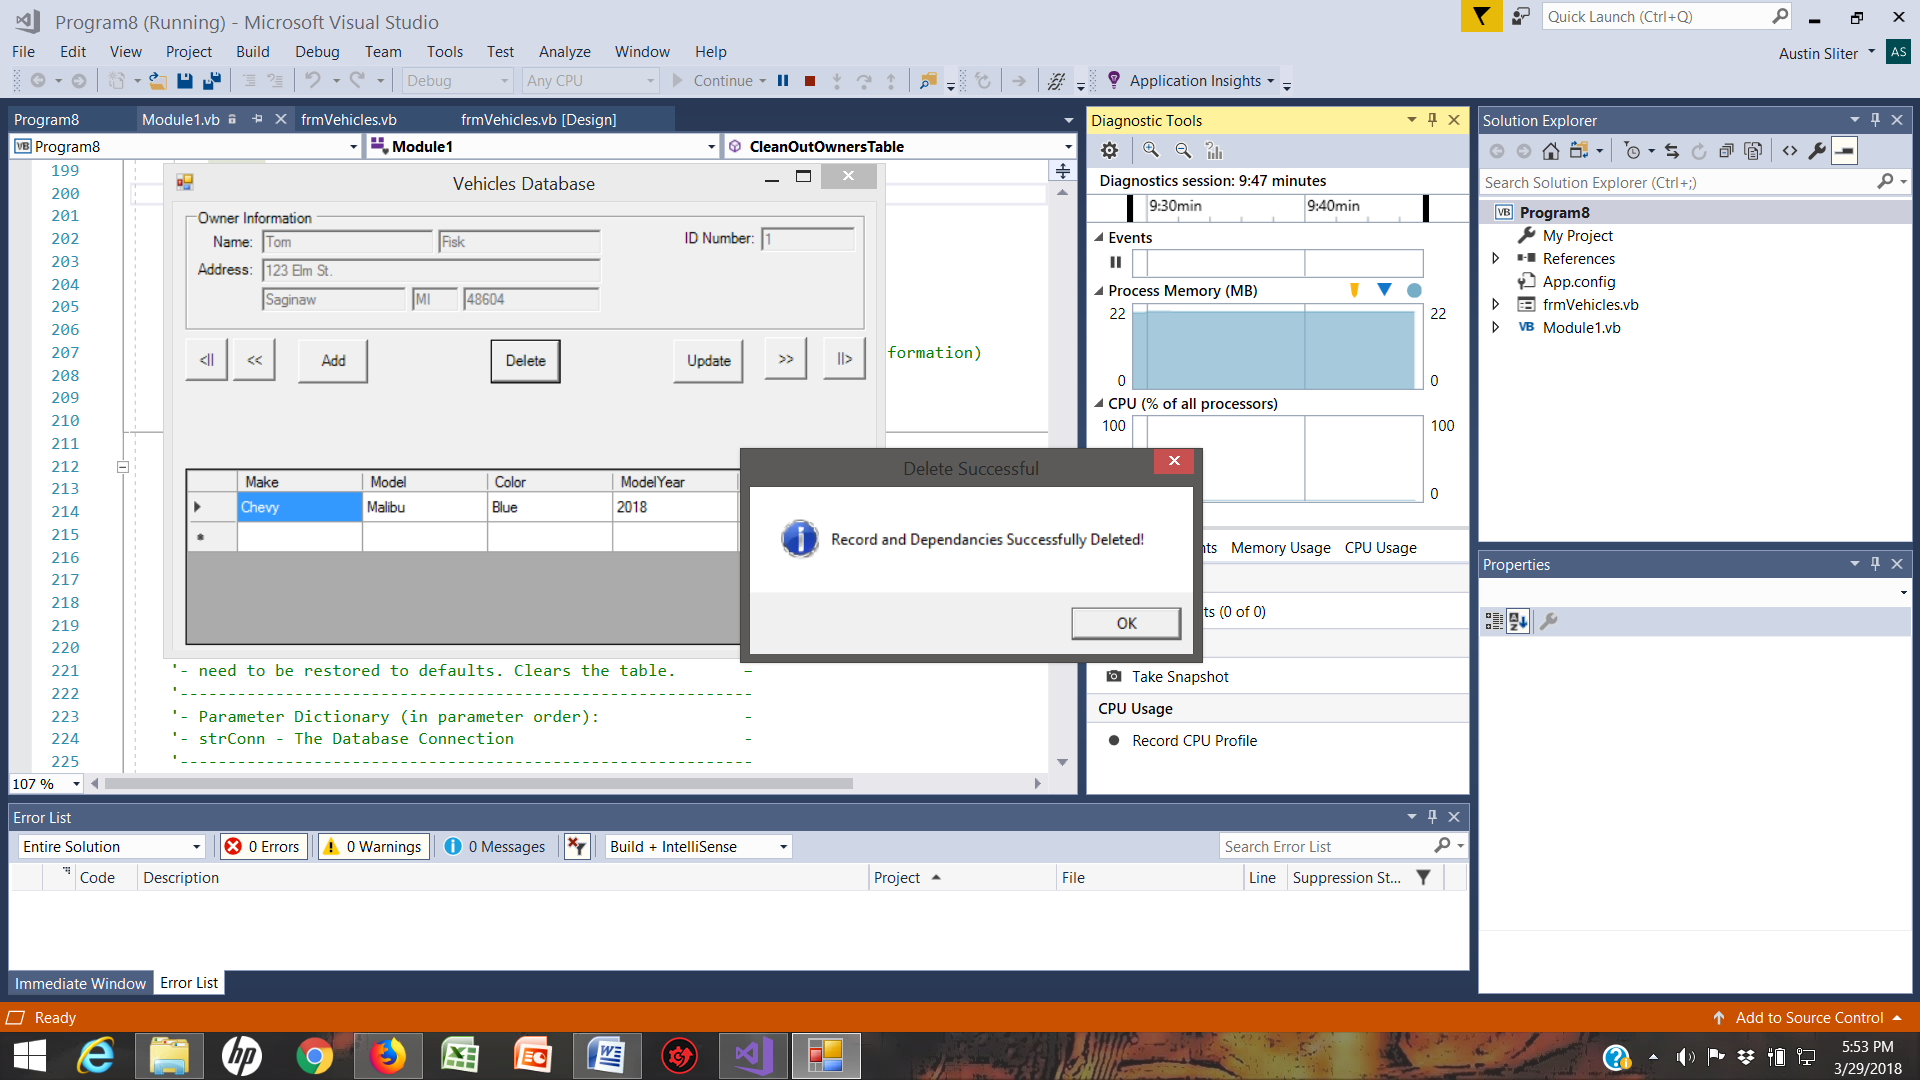 Program8 (Running) - Microsoft Visual Studio
Quick Launch (Ctrl+Q)
File Edit View Project Build Debug Team Tools Test Analyze Window Help
Austin Sliter AS
Debug Any CPU Continue Application Insights
Program8 Module1.vb frmVehicles.vb frmVehicles.vb [Design]
VB Program8 Module1 CleanOutOwnersTable
199
200
201
202
203
204
205
206
207
208
209
210
211
212
213
214
215
216
217
218
219
220
221
222
223
224
225
formation)
'- need to be restored to defaults. Clears the table. -
'------------------------------------------------------------
'- Parameter Dictionary (in parameter order): -
'- strConn - The Database Connection -
'------------------------------------------------------------
107 %
Vehicles Database
Owner Information
Name: Tom Fisk ID Number: 1
Address: 123 Elm St.
Saginaw MI 48604
<|| << Add Delete Update >> ||>
Make Model Color ModelYear
Chevy Malibu Blue 2018
Delete Successful
Record and Dependancies Successfully Deleted!
OK
Diagnostic Tools
Diagnostics session: 9:47 minutes
9:30min 9:40min
Events
Process Memory (MB)
22 22
0 0
CPU (% of all processors)
100 100
0
nts Memory Usage CPU Usage
ts (0 of 0)
Take Snapshot
CPU Usage
Record CPU Profile
Solution Explorer
Search Solution Explorer (Ctrl+;)
VB Program8
My Project
References
App.config
frmVehicles.vb
VB Module1.vb
Properties
Error List
Entire Solution 0 Errors 0 Warnings 0 Messages Build + IntelliSense Search Error List
Code Description Project File Line Suppression St...
Immediate Window Error List
Ready Add to Source Control
5:53 PM
3/29/2018